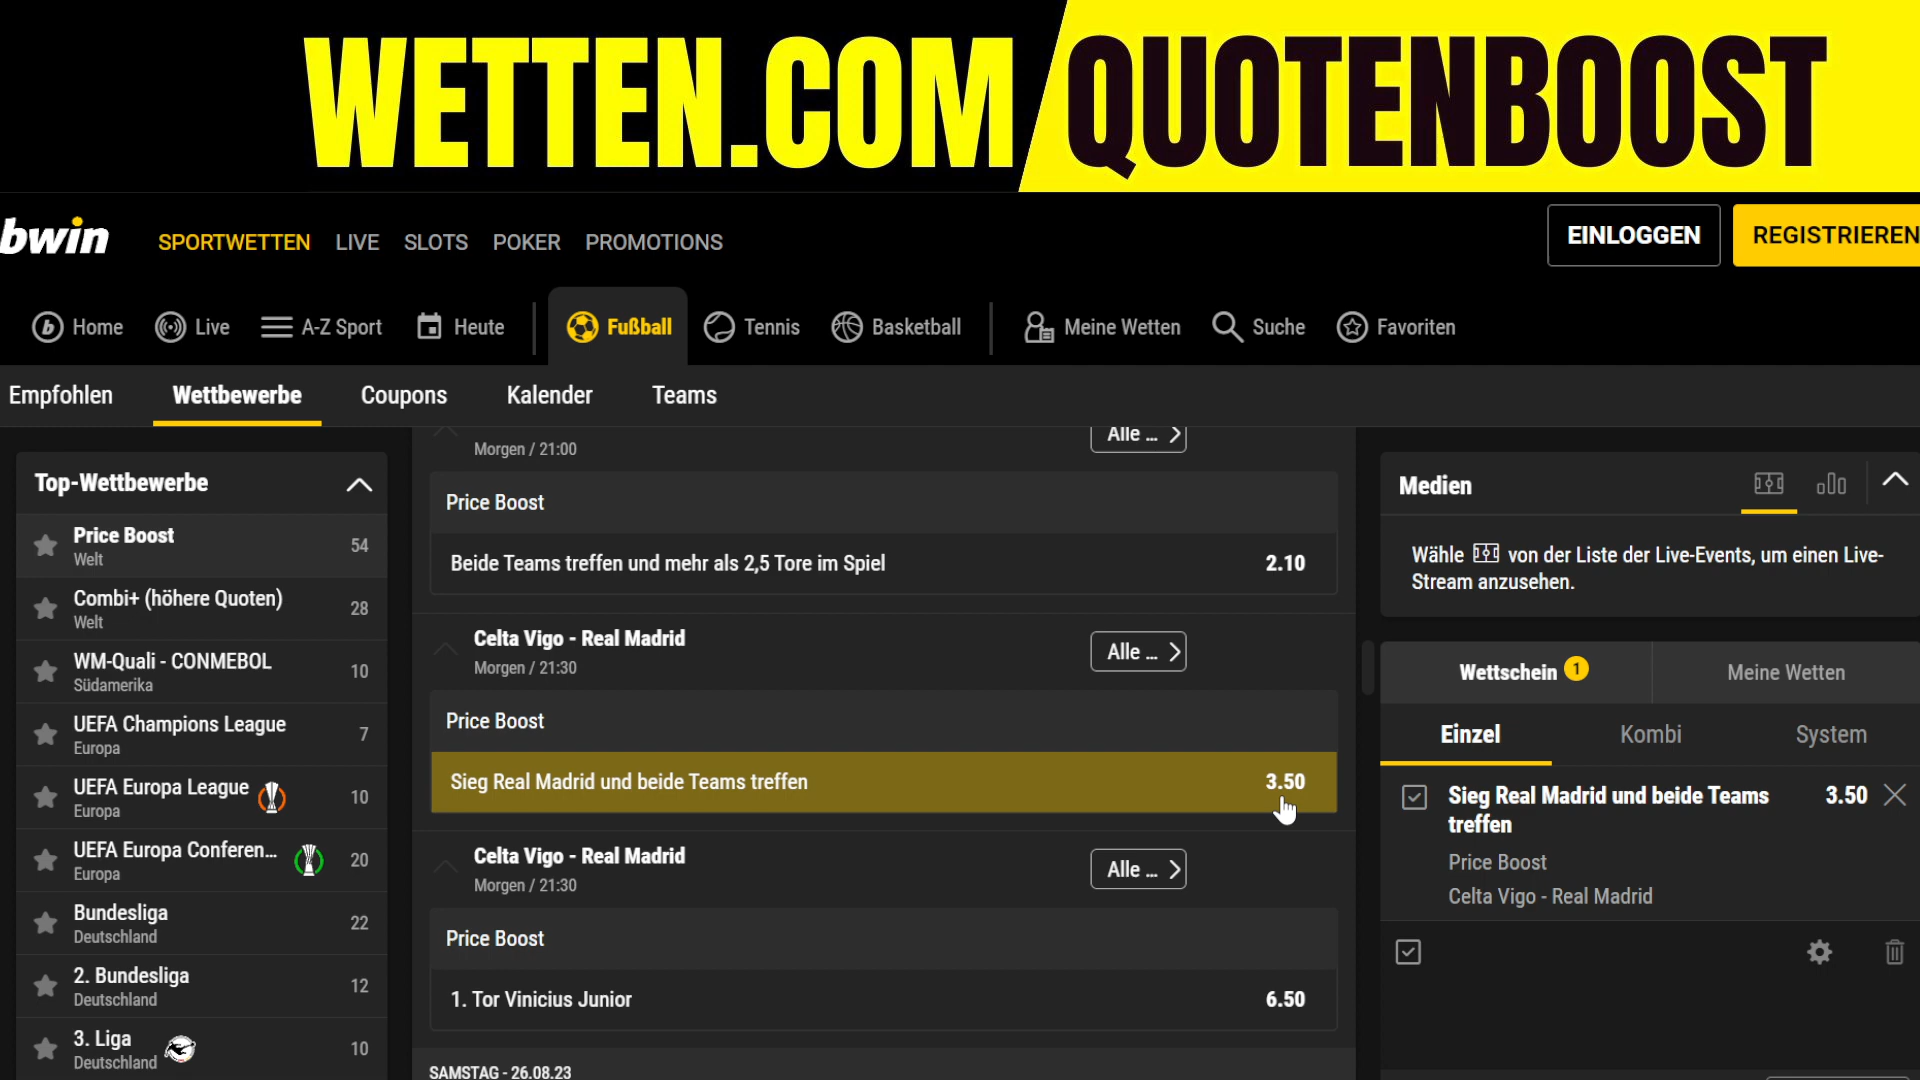 WETTEN.COM QUOTENBOOST
bwin SPORTWETTEN LIVE SLOTS POKER PROMOTIONS EINLOGGEN REGISTRIEREN
Home Live A-Z Sport Heute Fußball Tennis Basketball Meine Wetten Suche Favoriten
Empfohlen Wettbewerbe Coupons Kalender Teams
Top-Wettbewerbe
Price Boost 54
Welt
Combi+ (höhere Quoten) 28
Welt
WM-Quali - CONMEBOL 10
Südamerika
UEFA Champions League 7
Europa
UEFA Europa League 10
Europa
UEFA Europa Conferen... 20
Europa
Bundesliga 22
Deutschland
2. Bundesliga 12
Deutschland
3. Liga 10
Deutschland
Morgen / 21:00 Alle ...
Price Boost
Beide Teams treffen und mehr als 2,5 Tore im Spiel 2.10
Celta Vigo - Real Madrid Alle ...
Morgen / 21:30
Price Boost
Sieg Real Madrid und beide Teams treffen 3.50
Celta Vigo - Real Madrid Alle ...
Morgen / 21:30
Price Boost
1. Tor Vinicius Junior 6.50
SAMSTAG - 26.08.23
Medien
Wähle von der Liste der Live-Events, um einen Live-
Stream anzusehen.
Wettschein 1 Meine Wetten
Einzel Kombi System
Sieg Real Madrid und beide Teams 3.50
treffen
Price Boost
Celta Vigo - Real Madrid